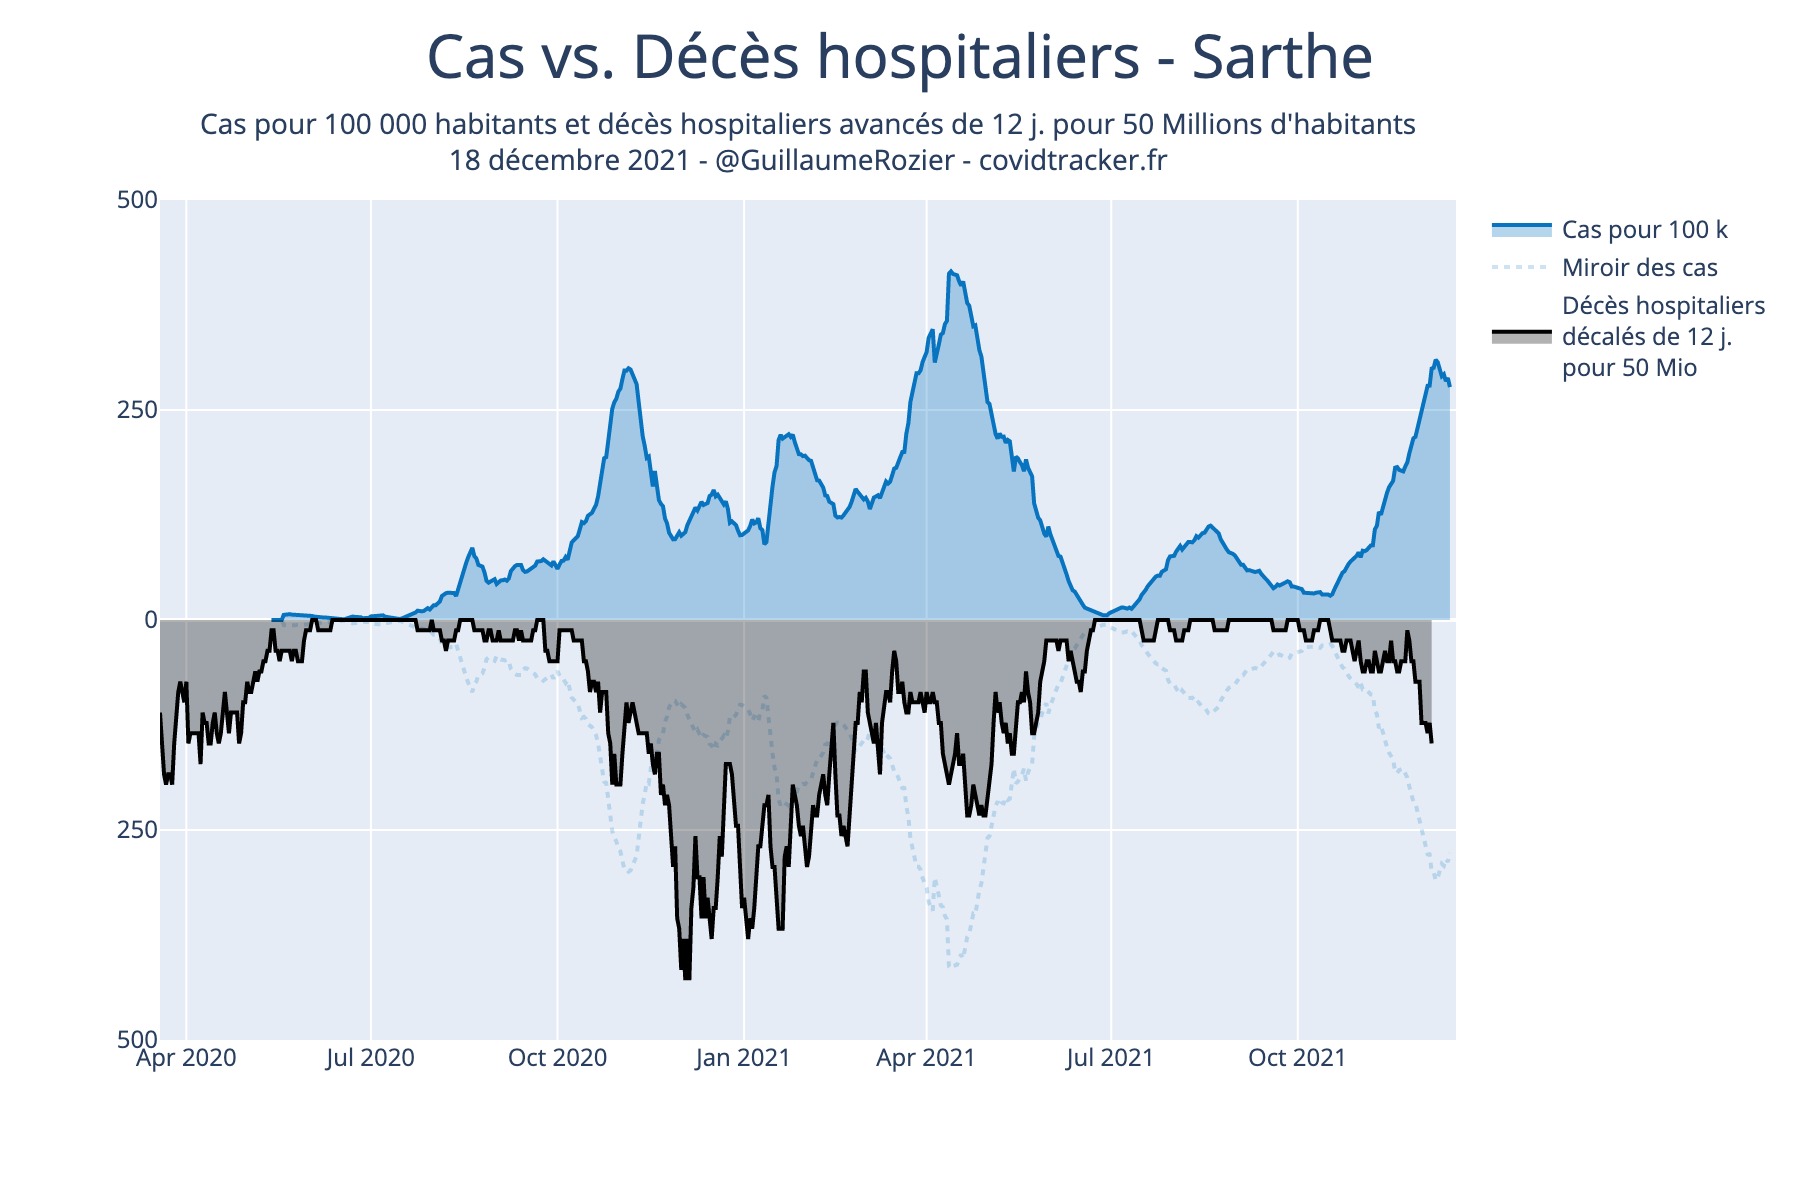 Cas vs. Décès hospitaliers - Sarthe
Cas pour 100 000 habitants et décès hospitaliers avancés de 12 j. pour 50 Millions d'habitants
18 décembre 2021 - @GuillaumeRozier - covidtracker.fr
500
250
0
250
500
Apr 2020
Jul 2020
Oct 2020
Jan 2021
Apr 2021
Jul 2021
Oct 2021
Cas pour 100 k
Miroir des cas
Décès hospitaliers
décalés de 12 j.
pour 50 Mio